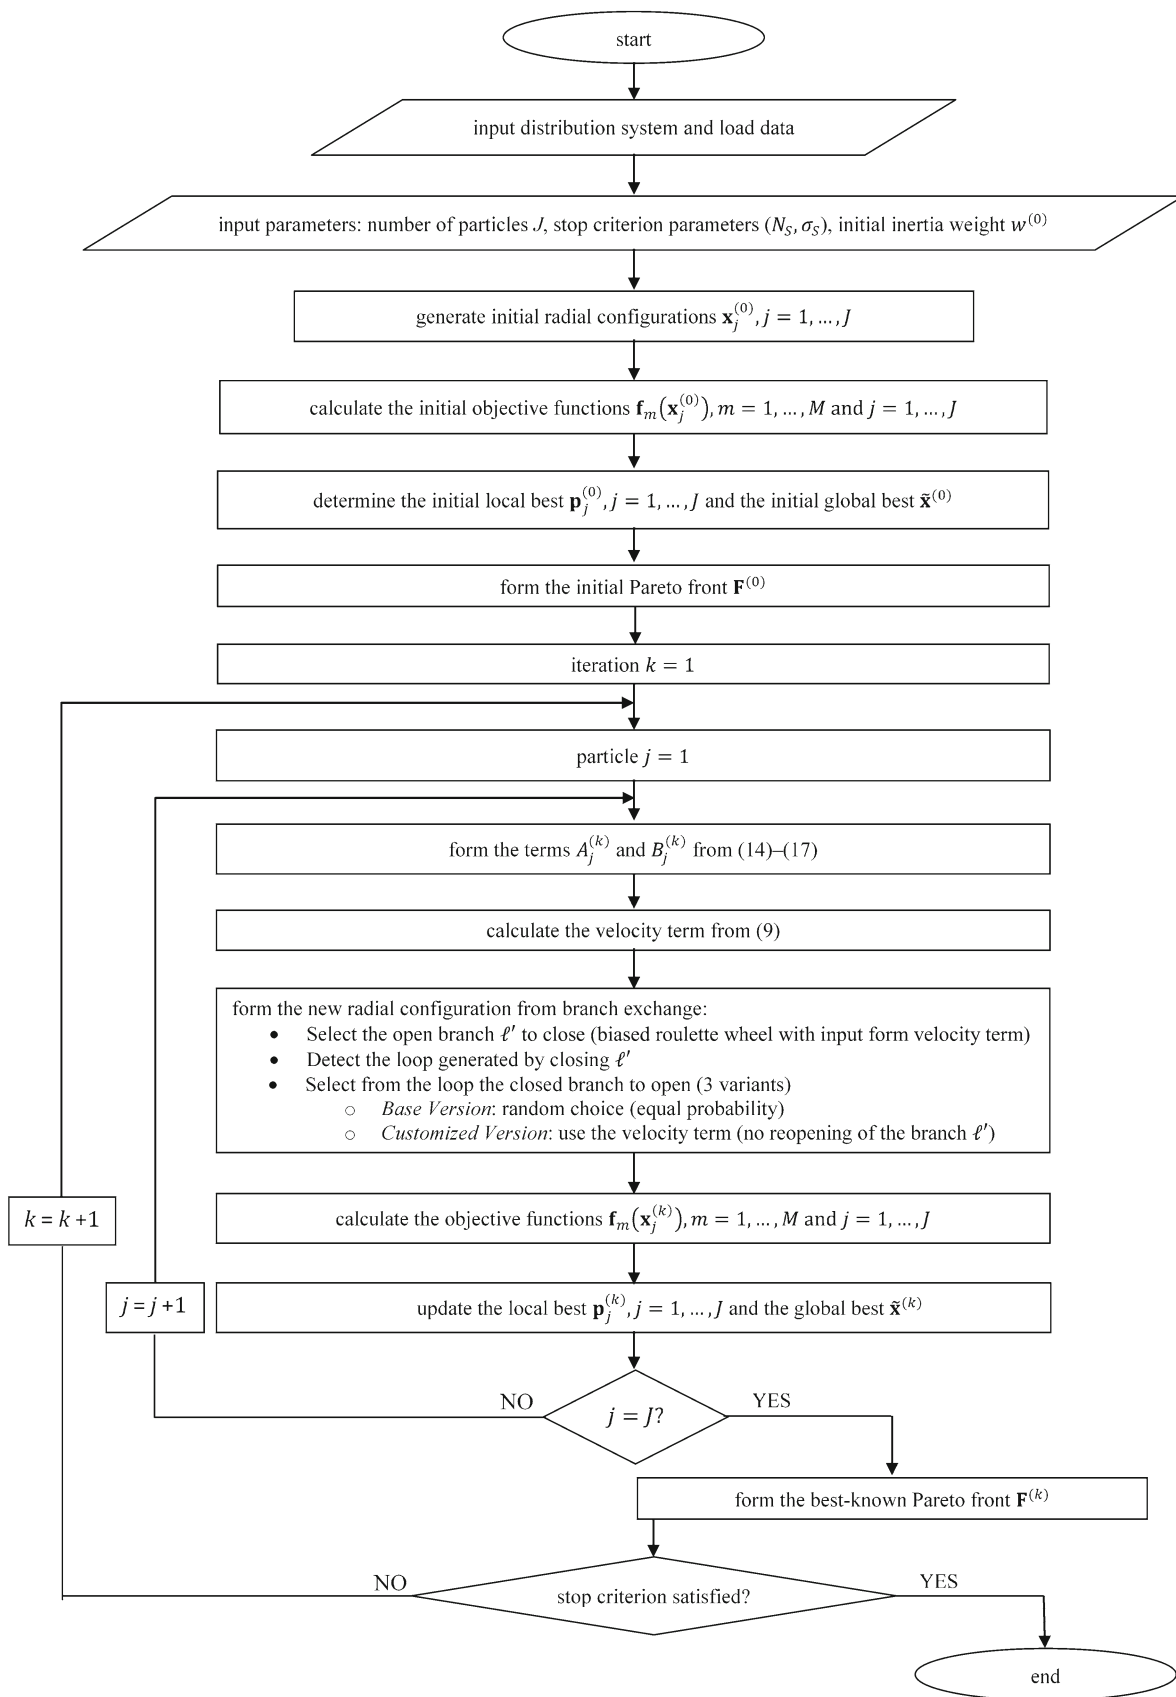 start
input distribution system and load data
input parameters: number of particles J, stop criterion parameters (N_S, σ_S), initial inertia weight w^(0)
generate initial radial configurations x_j^(0), j = 1, … , J
calculate the initial objective functions f_m(x_j^(0)), m = 1, … , M and j = 1, … , J
determine the initial local best p_j^(0), j = 1, … , J and the initial global best x̃^(0)
form the initial Pareto front F^(0)
iteration k = 1
particle j = 1
form the terms A_j^(k) and B_j^(k) from (14)–(17)
calculate the velocity term from (9)
form the new radial configuration from branch exchange:
• Select the open branch ℓ′ to close (biased roulette wheel with input form velocity term)
• Detect the loop generated by closing ℓ′
• Select from the loop the closed branch to open (3 variants)
○ Base Version: random choice (equal probability)
○ Customized Version: use the velocity term (no reopening of the branch ℓ′)
k = k +1
calculate the objective functions f_m(x_j^(k)), m = 1, … , M and j = 1, … , J
j = j +1
update the local best p_j^(k), j = 1, … , J and the global best x̃^(k)
NO
j = J?
YES
form the best-known Pareto front F^(k)
NO
stop criterion satisfied?
YES
end